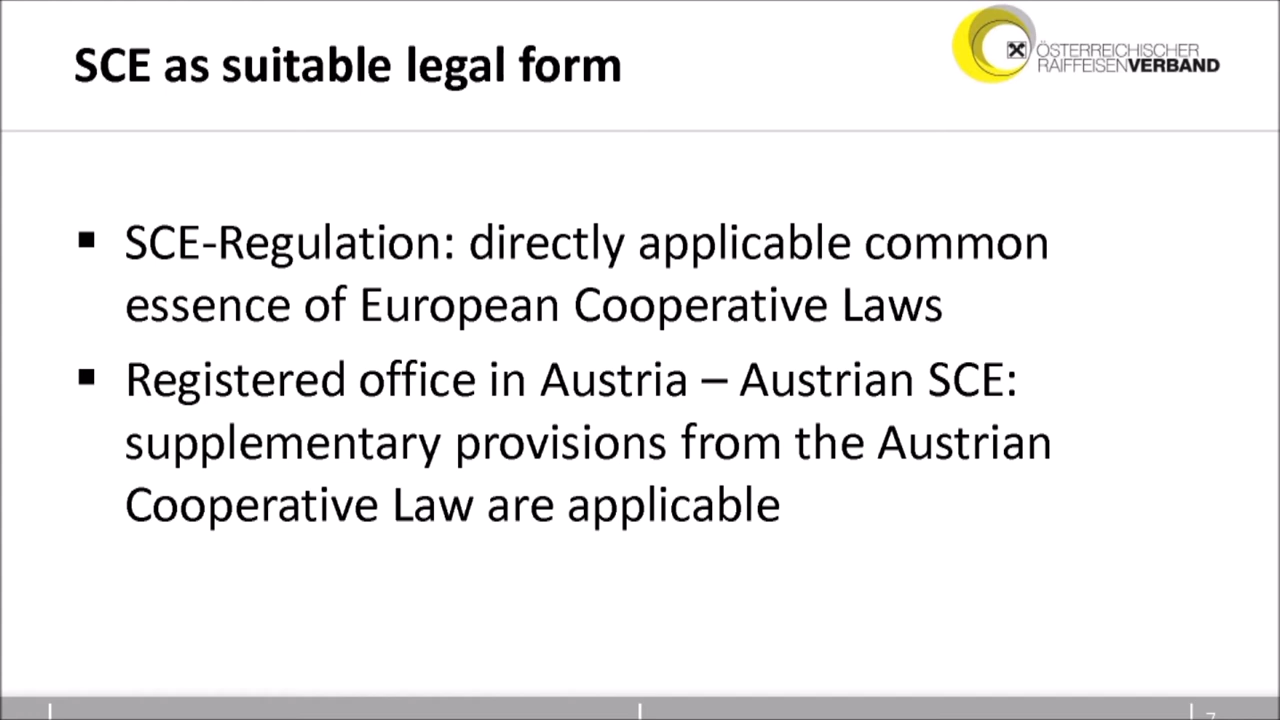 SCE as suitable legal form
ÖSTERREICHISCHER
RAIFFEISENVERBAND
▪ SCE-Regulation: directly applicable common
essence of European Cooperative Laws
▪ Registered office in Austria – Austrian SCE:
supplementary provisions from the Austrian
Cooperative Law are applicable
7